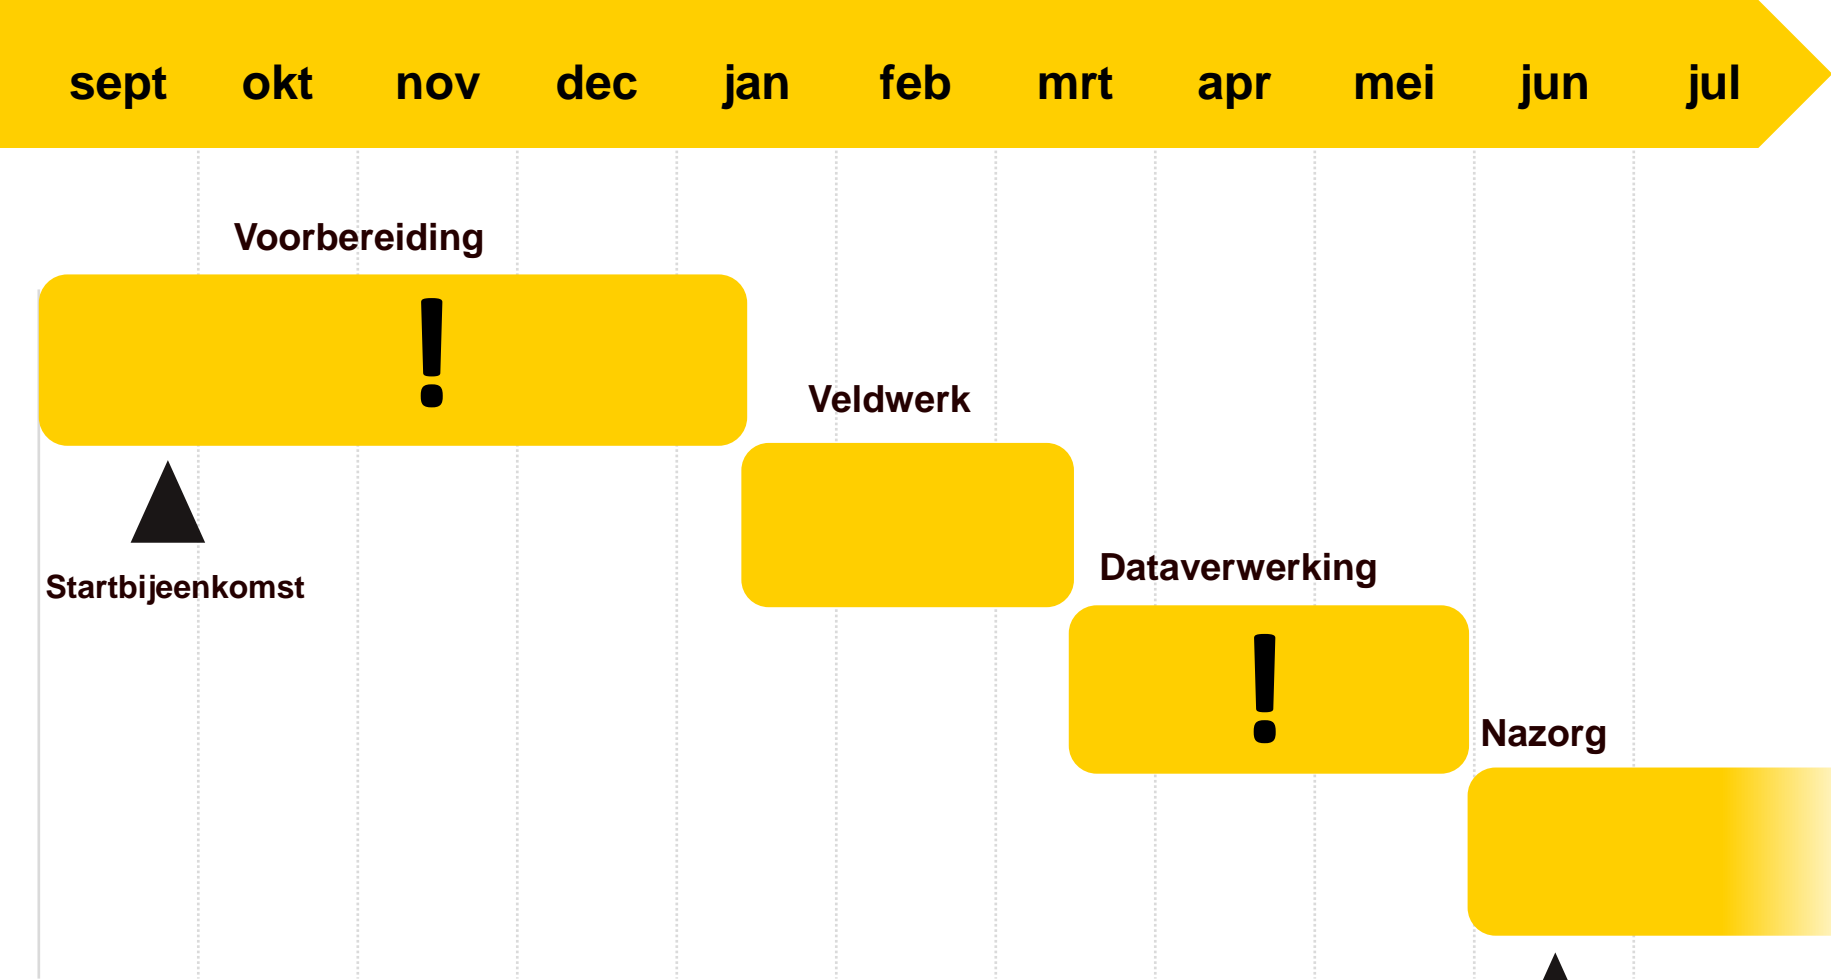 sept okt nov dec jan feb mrt apr mei jun jul
Voorbereiding
!
Veldwerk
Startbijeenkomst
Dataverwerking
!
Nazorg